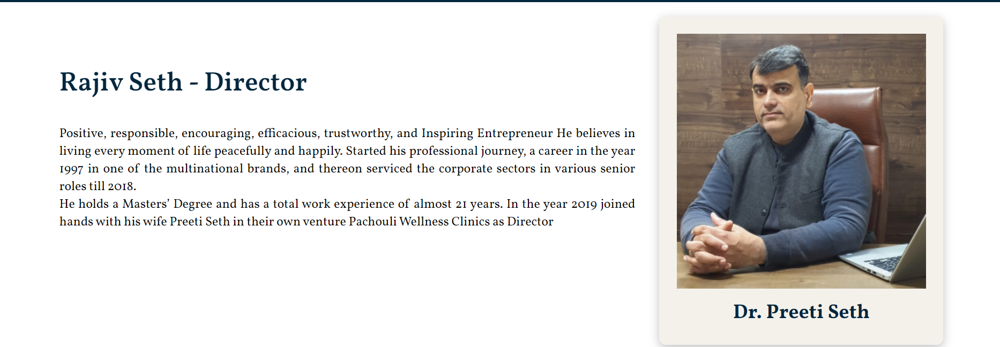 Rajiv Seth - Director
Positive, responsible, encouraging, efficacious, trustworthy, and Inspiring Entrepreneur He believes in
living every moment of life peacefully and happily. Started his professional journey, a career in the year
1997 in one of the multinational brands, and thereon serviced the corporate sectors in various senior
roles till 2018.
He holds a Masters’ Degree and has a total work experience of almost 21 years. In the year 2019 joined
hands with his wife Preeti Seth in their own venture Pachouli Wellness Clinics as Director
Dr. Preeti Seth